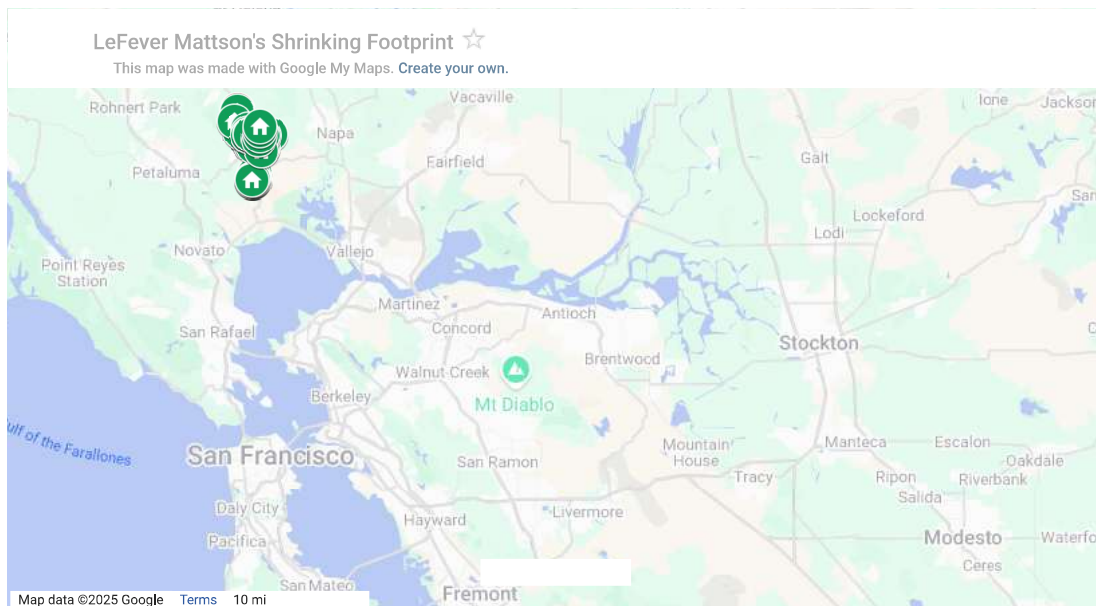 LeFever Mattson's Shrinking Footprint
This map was made with Google My Maps. Create your own.
Rohnert Park
Vacaville
Ione
Jackson
Napa
Fairfield
Galt
Petaluma
San
Lockeford
Lodi
Novato
Vallejo
Point Reyes
Station
Martinez
Antioch
San Rafael
Concord
Stockton
Brentwood
Walnut Creek
Berkeley
Mt Diablo
Gulf of the Farallones
San Francisco
Mountain
House
Manteca
Escalon
San Ramon
Oakdale
Tracy
Ripon
Riverbank
Salida
Daly City
Livermore
Hayward
Pacifica
Modesto
Waterfo
Ceres
San Mateo
Fremont
Map data ©2025 Google Terms 10 mi